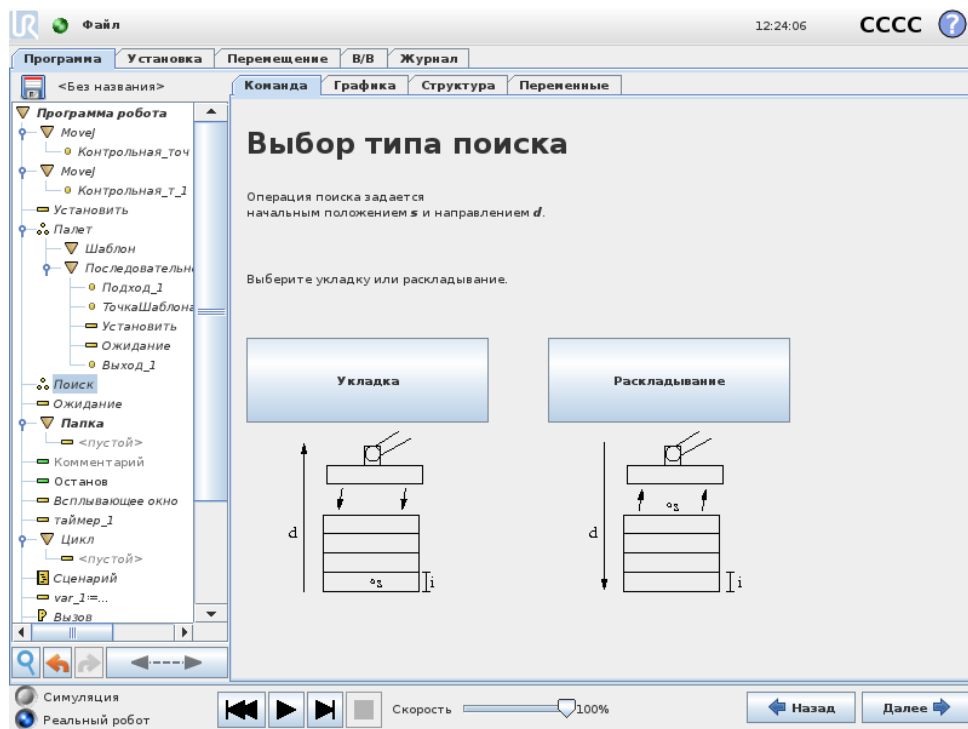 UR Файл 12:24:06 CCCC ?
Программа Установка Перемещение В/В Журнал
<Без названия>
Команда Графика Структура Переменные
Программа робота
MoveJ
Контрольная_точ
MoveJ
Контрольная_т_1
Установить
Палет
Шаблон
Последовательн
Подход_1
ТочкаШаблона
Установить
Ожидание
Выход_1
Поиск
Ожидание
Папка
<пустой>
Комментарий
Останов
Всплывающее окно
таймер_1
Цикл
<пустой>
Сценарий
var_1:=...
Вызов
Выбор типа поиска
Операция поиска задается
начальным положением s и направлением d.
Выберите укладку или раскладывание.
Укладка
Раскладывание
d
s
i
d
s
i
Симуляция
Реальный робот
Скорость 100%
Назад
Далее